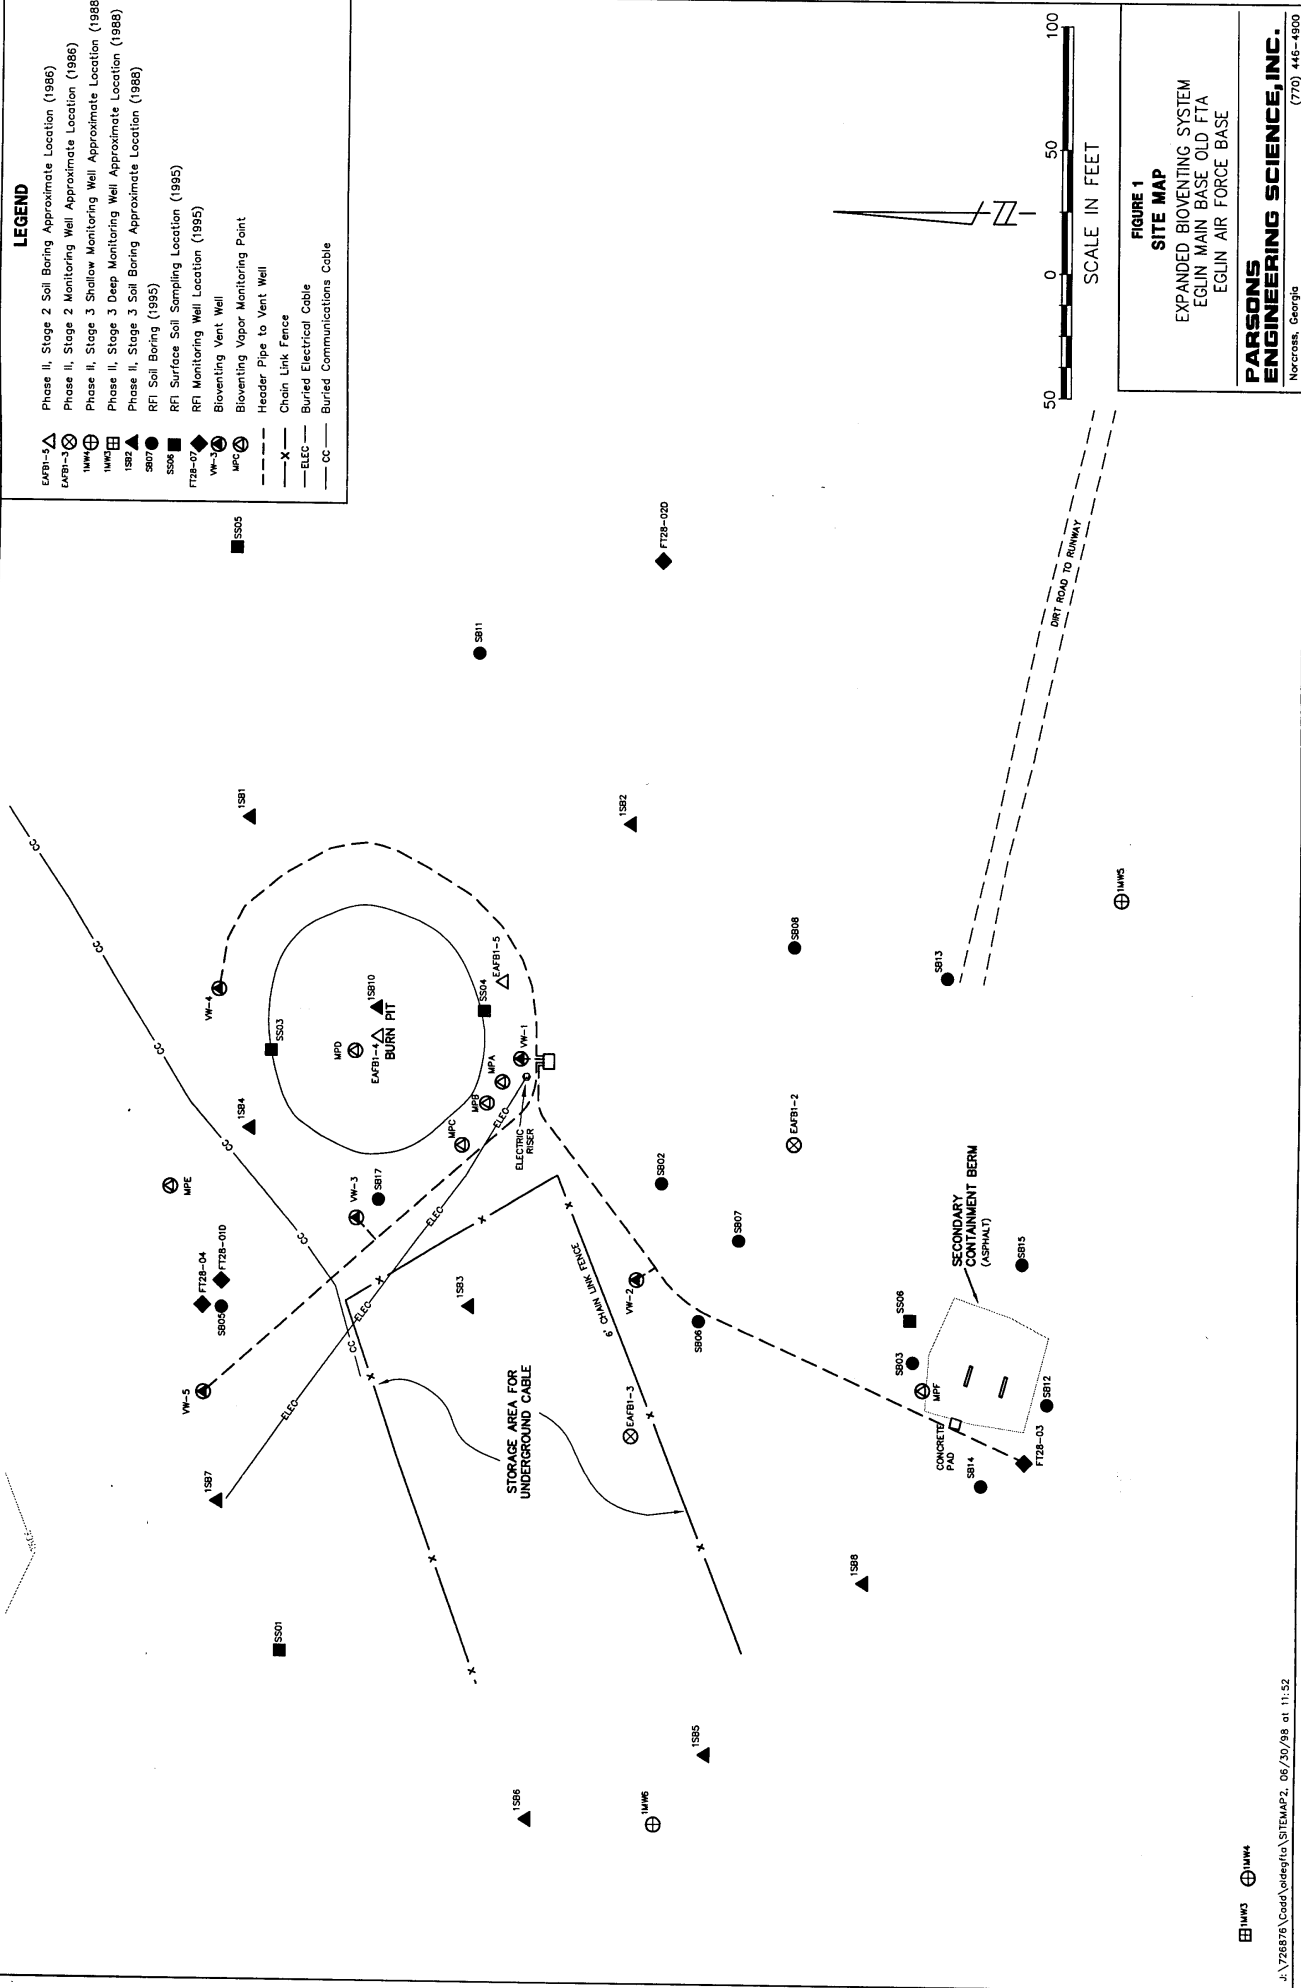 LEGEND
EAFB1-5 Phase II, Stage 2 Soil Boring Approximate Location (1986)
EAFB1-3 Phase II, Stage 2 Monitoring Well Approximate Location (1986)
1MW4 Phase II, Stage 3 Shallow Monitoring Well Approximate Location (1988
1MW3 Phase II, Stage 3 Deep Monitoring Well Approximate Location (1988)
1SB2 Phase II, Stage 3 Soil Boring Approximate Location (1988)
SB07 RFI Soil Boring (1995)
SS06 RFI Surface Soil Sampling Location (1995)
FT28-07 RFI Monitoring Well Location (1995)
VW-3 Bioventing Vent Well
MPC Bioventing Vapor Monitoring Point
Header Pipe to Vent Well
X Chain Link Fence
ELEC Buried Electrical Cable
CC Buried Communications Cable
SS05
SB11
FT28-02D
1SB1
1SB2
CC
CC
CC
CC
CC
CC
VW-4
SS03
MPD
EAFB1-4
1SB10
BURN PIT
SS04
EAFB1-5
VW-1
MPA
MPB
MPC
ELEC
ELECTRIC
RISER
1SB4
MPE
VW-3
SB17
FT28-04
FT28-01D
SB05
VW-5
ELEC
ELEC
ELEC
X
X
X
X
X
X
X
X
X
1SB3
6' CHAIN LINK FENCE
VW-2
SB02
SB07
SB06
EAFB1-2
SB08
SB13
DIRT ROAD TO RUNWAY
1MW5
STORAGE AREA FOR
UNDERGROUND CABLE
EAFB1-3
SECONDARY
CONTAINMENT BERM
(ASPHALT)
SB15
SS06
SB03
MPF
SB12
CONCRETE
PAD
SB14
FT28-03
1SB7
SS01
1SB8
1SB5
1SB6
1MW6
1MW3
1MW4
N
50 0 50 100
SCALE IN FEET
FIGURE 1
SITE MAP
EXPANDED BIOVENTING SYSTEM
EGLIN MAIN BASE OLD FTA
EGLIN AIR FORCE BASE
PARSONS
ENGINEERING SCIENCE, INC.
Norcross, Georgia (770) 446-4900
J:\726876\Cadd\oldegfta\SITEMAP2, 06/30/98 at 11:52